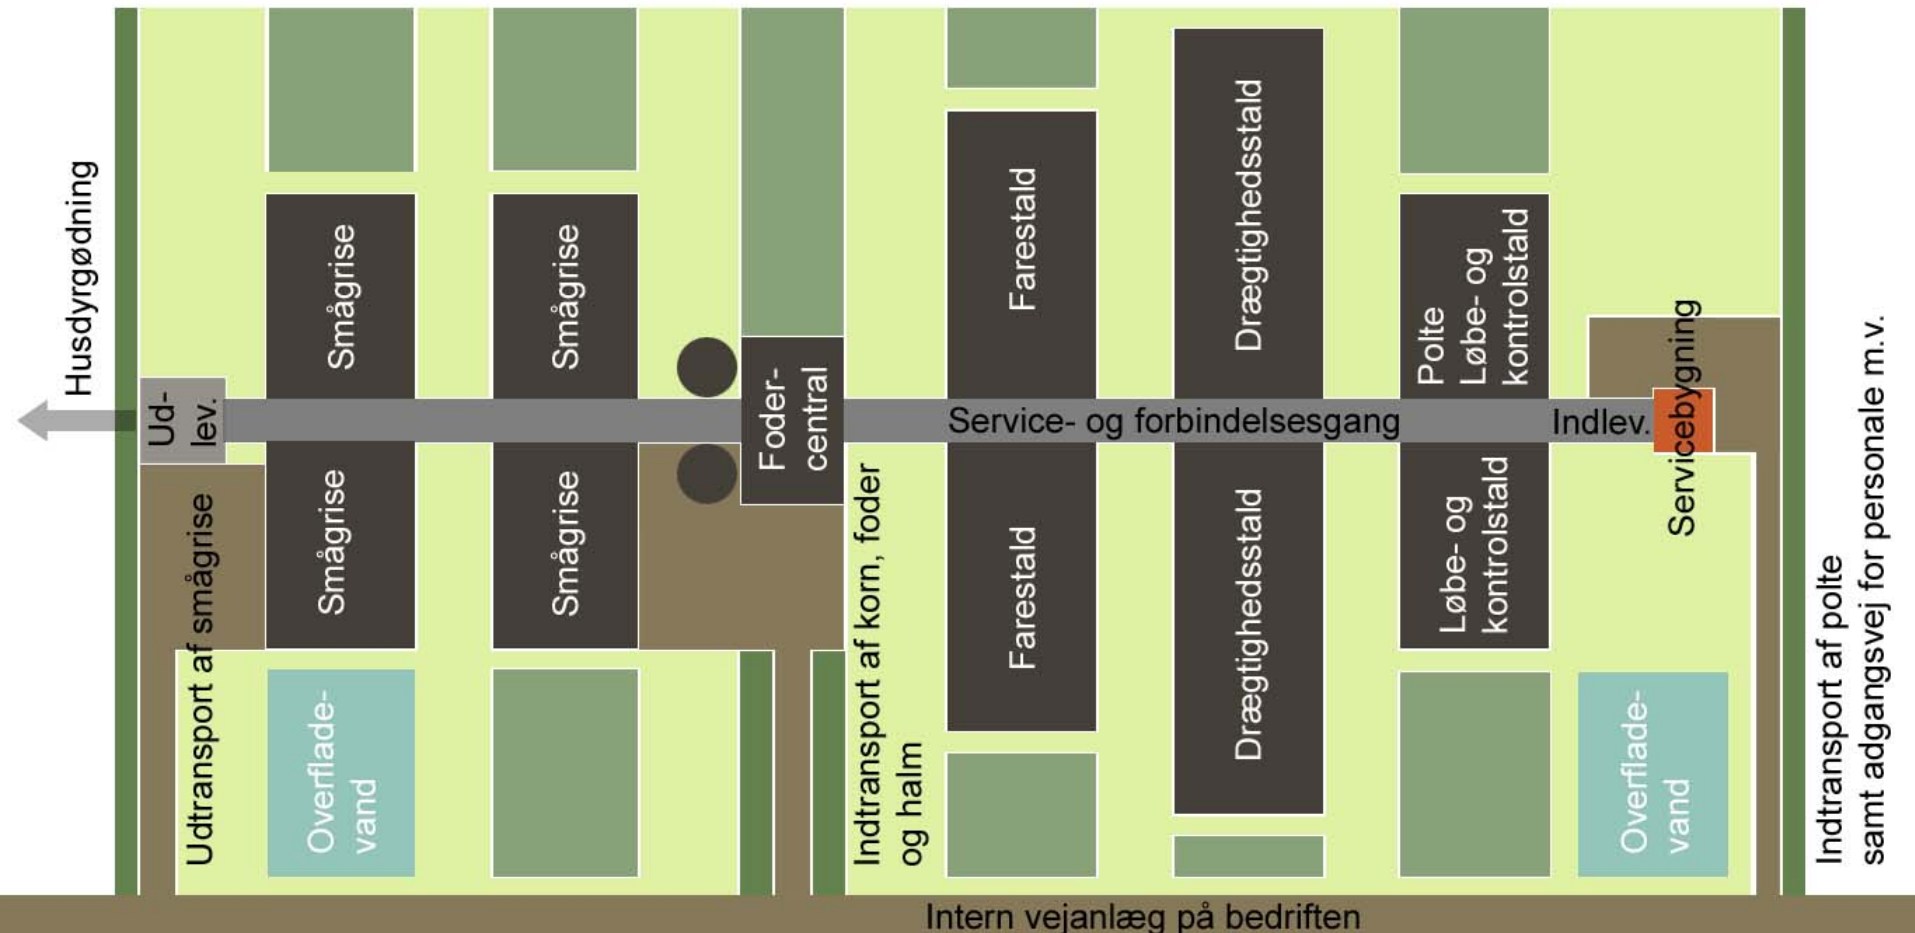 Husdyrgødning
Ud-
lev.
Udtransport af smågrise
Smågrise
Smågrise
Overflade-
vand
Smågrise
Smågrise
Foder-
central
Indtransport af korn, foder
og halm
Farestald
Farestald
Service- og forbindelsesgang
Drægtighedsstald
Drægtighedsstald
Polte
Løbe- og
kontrolstald
Løbe- og
kontrolstald
Indlev.
Servicebygning
Overflade-
vand
Indtransport af polte
samt adgangsvej for personale m.v.
Intern vejanlæg på bedriften